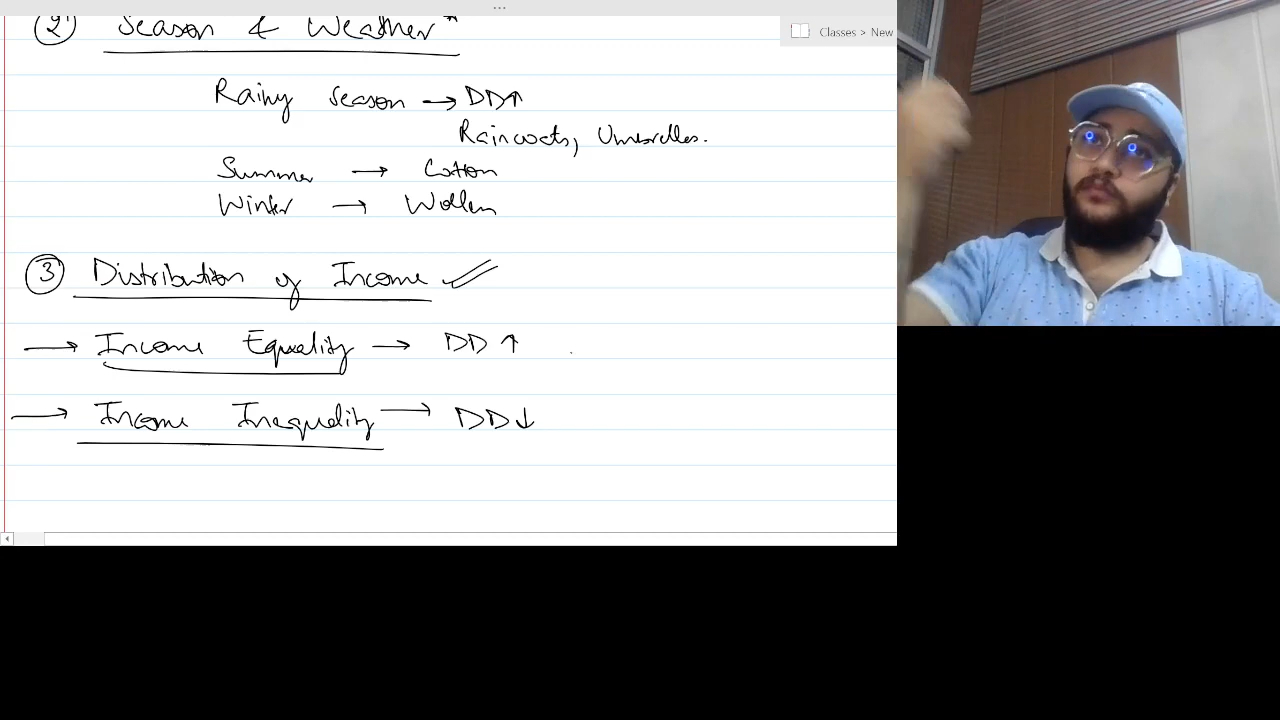 ② Season & Weather*
Classes > New
Rainy Season → DD↑
Raincoats, Umbrellas.
Summer → Cotton
Winter → Wollen
③ Distribution of Income
→ Income Equality → DD ↑
→ Income Inequality → DD↓